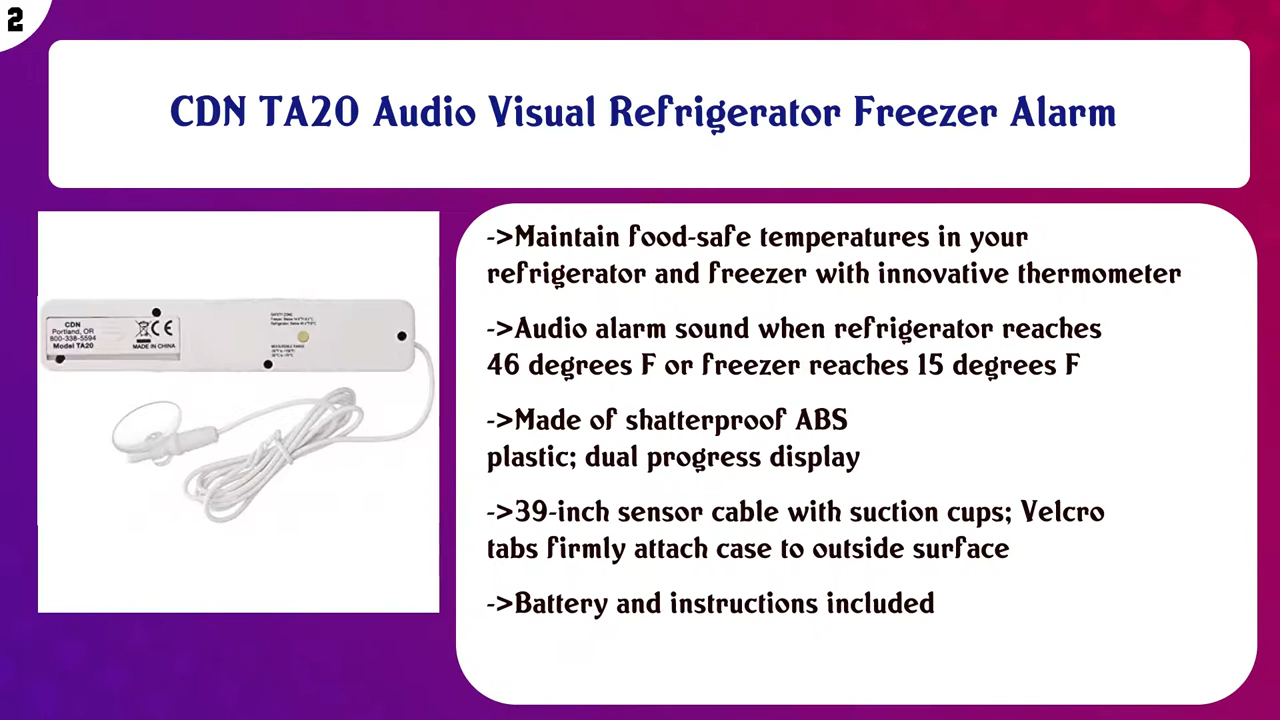 2
CDN TA20 Audio Visual Refrigerator Freezer Alarm
->Maintain food-safe temperatures in your
refrigerator and freezer with innovative thermometer
->Audio alarm sound when refrigerator reaches
46 degrees F or freezer reaches 15 degrees F
->Made of shatterproof ABS
plastic; dual progress display
->39-inch sensor cable with suction cups; Velcro
tabs firmly attach case to outside surface
->Battery and instructions included
CDN
Portland, OR
800-338-5594
Model TA20
CE
MADE IN CHINA